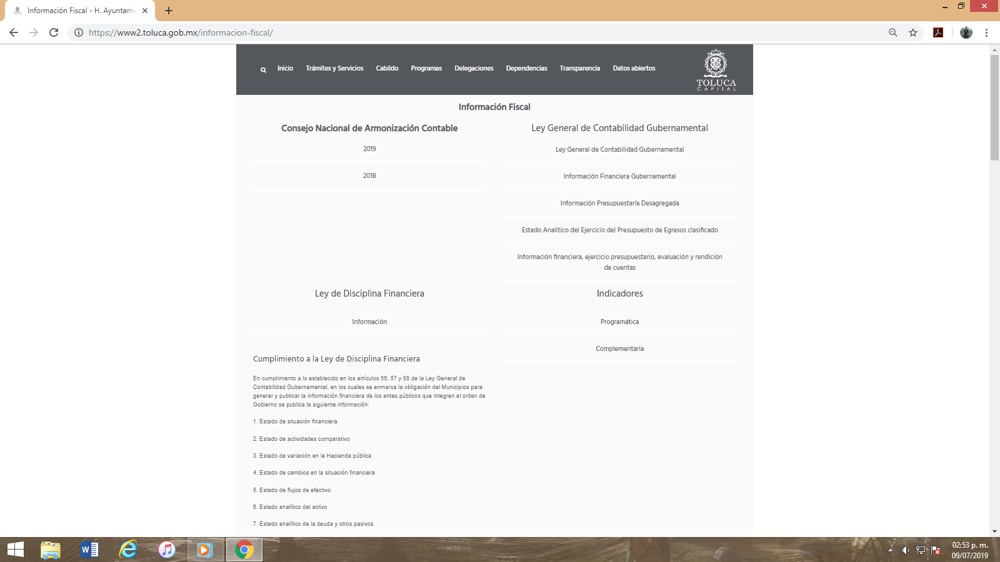 Información Fiscal - H. Ayuntami
https://www2.toluca.gob.mx/informacion-fiscal/
Inicio Trámites y Servicios Cabildo Programas Delegaciones Dependencias Transparencia Datos abiertos
TOLUCA
CAPITAL
Información Fiscal
Consejo Nacional de Armonización Contable
2019
2018
Ley General de Contabilidad Gubernamental
Ley General de Contabilidad Gubernamental
Información Financiera Gubernamental
Información Presupuestaría Desagregada
Estado Analítico del Ejercicio del Presupuesto de Egresos clasificado
Información financiera, ejercicio presupuestario, evaluación y rendición
de cuentas
Ley de Disciplina Financiera
Información
Indicadores
Programática
Complementaria
Cumplimiento a la Ley de Disciplina Financiera
En cumplimiento a lo establecido en los artículos 56, 57 y 58 de la Ley General de
Contabilidad Gubernamental, en los cuales se enmarca la obligación del Municipios para
generar y publicar la información financiera de los entes públicos que integren el orden de
Gobierno se publica la siguiente información:
1. Estado de situación financiera
2. Estado de actividades comparativo
3. Estado de variación en la Hacienda pública
4. Estado de cambios en la situación financiera
5. Estado de flujos de efectivo
6. Estado analítico del activo
7. Estado analítico de la deuda y otros pasivos
02:53 p. m.
09/07/2019